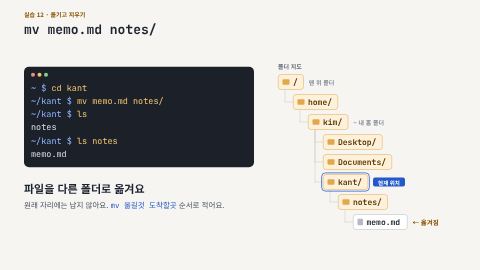 실습 12 · 옮기고 지우기
mv memo.md notes/
~ $ cd kant
~/kant $ mv memo.md notes/
~/kant $ ls
notes
~/kant $ ls notes
memo.md
파일을 다른 폴더로 옮겨요
원래 자리에는 남지 않아요. mv 옮길것 도착할곳 순서로 적어요.
폴더 지도
/ 맨 위 폴더
home/
kim/ ~ 내 홈 폴더
Desktop/
Documents/
kant/ 현재 위치
notes/
memo.md ← 옮겨짐